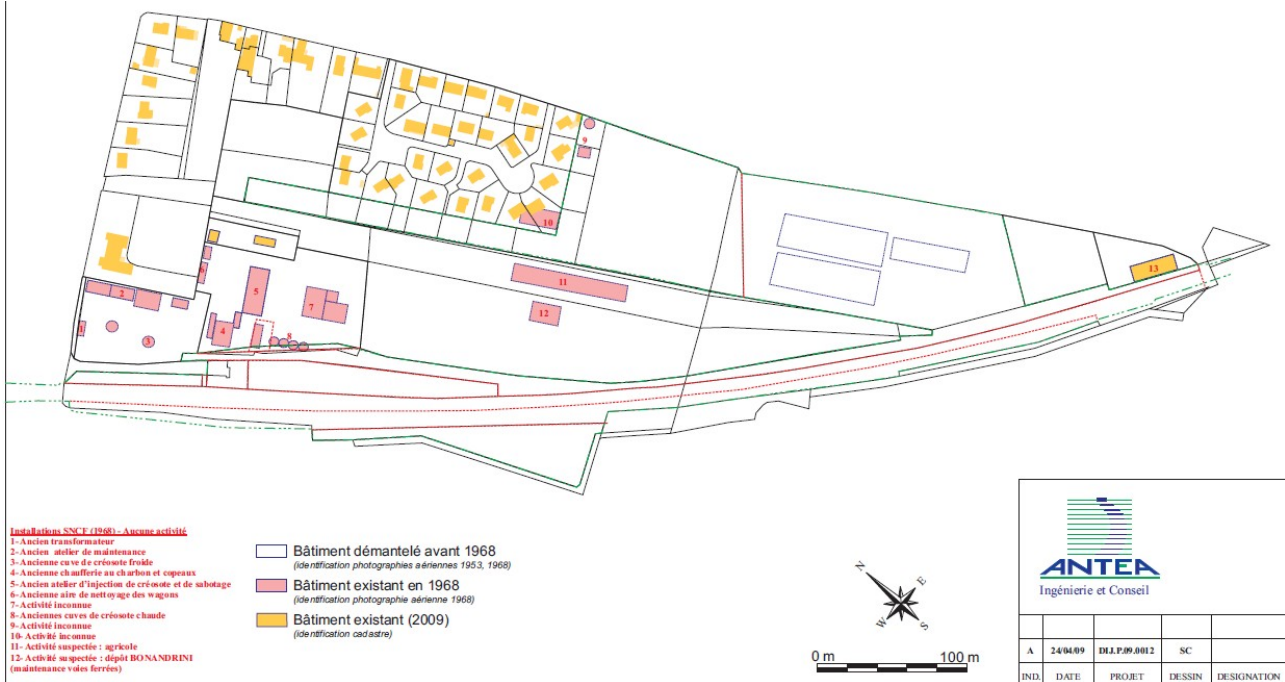 9
10
11
12
13
6
5
7
2
4
8
1
3
Installations SNCF (1968) - Aucune activité
1- Ancien transformateur
2- Ancien atelier de maintenance
3- Ancienne cuve de créosote froide
4- Ancienne chaufferie au charbon et copeaux
5- Ancien atelier d'injection de créosote et de sabotage
6- Ancienne aire de nettoyage des wagons
7- Activité inconnue
8- Anciennes cuves de créosote chaude
9- Activité inconnue
10- Activité inconnue
11- Activité suspectée : agricole
12- Activité suspectée : dépôt BONANDRINI
(maintenance voies ferrées)
Bâtiment démantelé avant 1968
(identification photographies aériennes 1953, 1968)
Bâtiment existant en 1968
(identification photographie aérienne 1968)
Bâtiment existant (2009)
(identification cadastre)
N
E
W
S
0 m
100 m
ANTEA
Ingénierie et Conseil
A 24/04/09 DIJ.P.09.0012 SC
IND. DATE PROJET DESSIN DESIGNATION